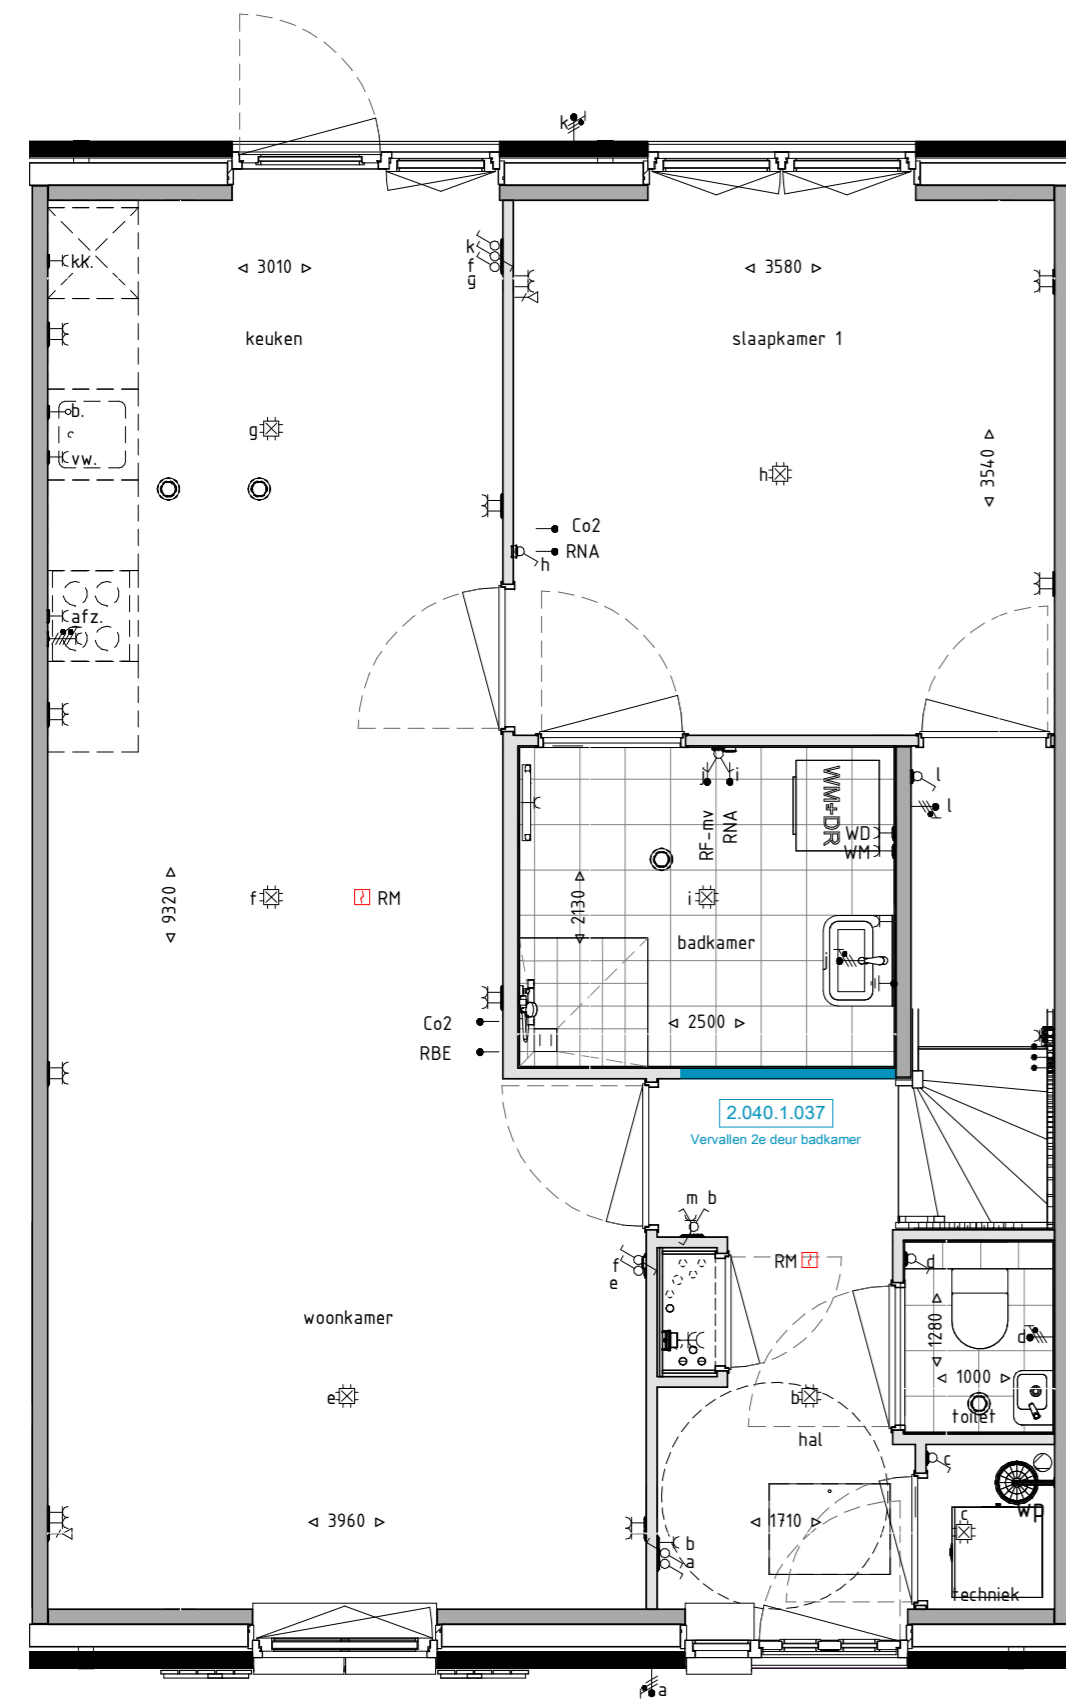 k
kk.
3010
k
f
g
3580
keuken
slaapkamer 1
b.
vw.
g
h
3540
Co2
RNA
h
afz.
j
i
WM+DR
l
l
RF-mv
RNA
WD
WM
9320
f
RM
2130
i
badkamer
j
Co2
RBE
2500
2.040.1.037
Vervallen 2e deur badkamer
m b
f
e
RM
d
woonkamer
1280
d
1000
e
b
toilet
hal
c
3960
1710
b
a
c
wp
techniek
a